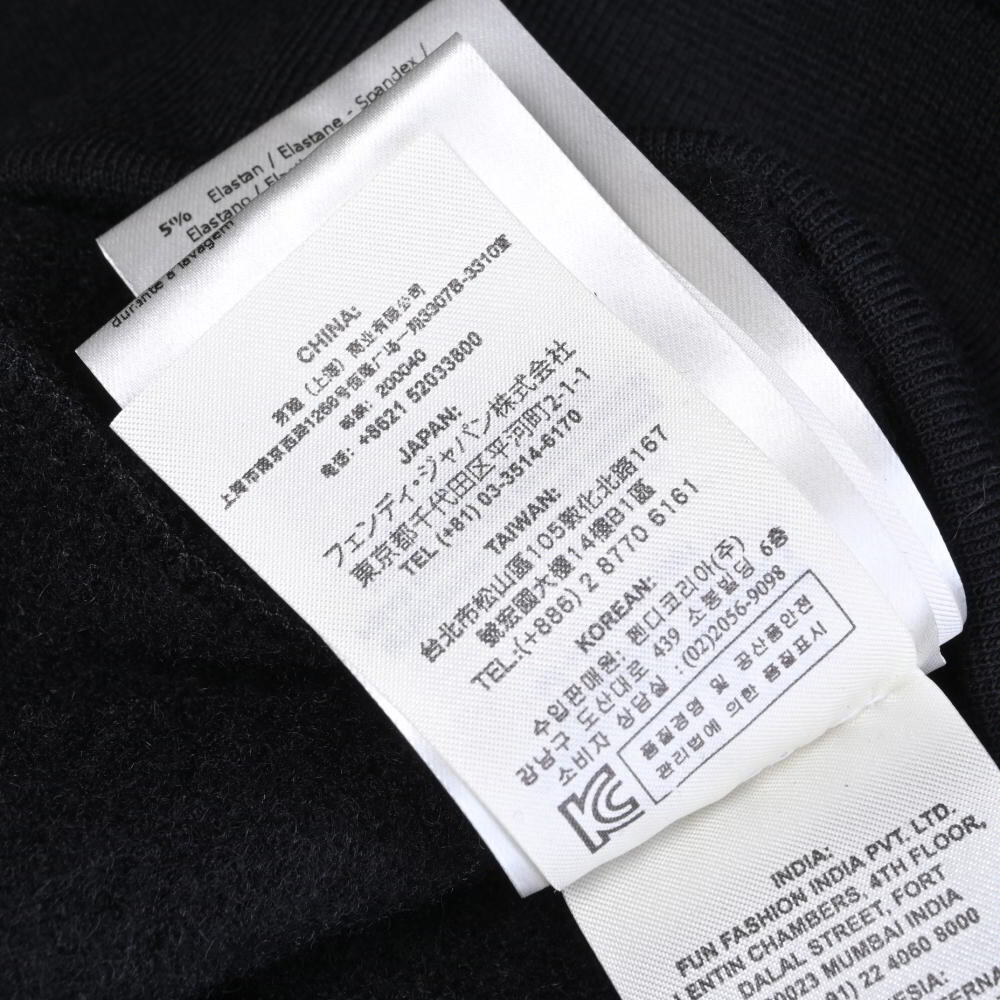 5% Elastan / Elastane - Spandex /
Elastano /
durante a lavagem
CHINA:
芬迪（上海）商业有限公司
上海市南京西路1266号恒隆广场一期3307B-3310室
邮编: 200040
电话: +8621 52033800
JAPAN:
フェンディ・ジャパン株式会社
東京都千代田区平河町2-1-1
TEL (+81) 03-3514-6170
TAIWAN:
台北市松山區105敦化北路167
號宏國大樓14樓B1區
TEL.:(+886) 2 8770 6161
KOREAN:
수입판매원: 펜디코리아(주)
강남구 도산대로 439 소봉빌딩 6층
소비자 상담실 : (02)2056-9098
품질경영 및 공산품안전
관리법에 의한 품질표시
KC
INDIA:
FUN FASHION INDIA PVT. LTD.
LENTIN CHAMBERS, 4TH FLOOR,
DALAL STREET, FORT
0023 MUMBAI INDIA
91) 22 4060 8000